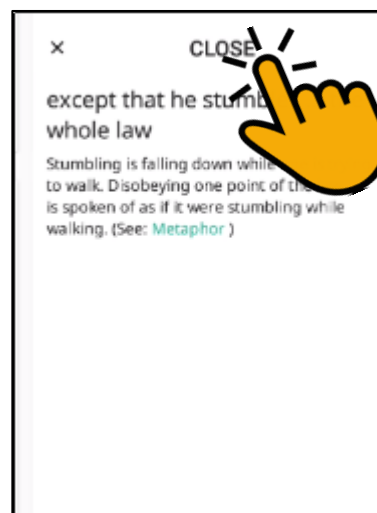 × CLOSE
except that he stumb
whole law
Stumbling is falling down while
to walk. Disobeying one point of the
is spoken of as if it were stumbling while
walking. (See: Metaphor )